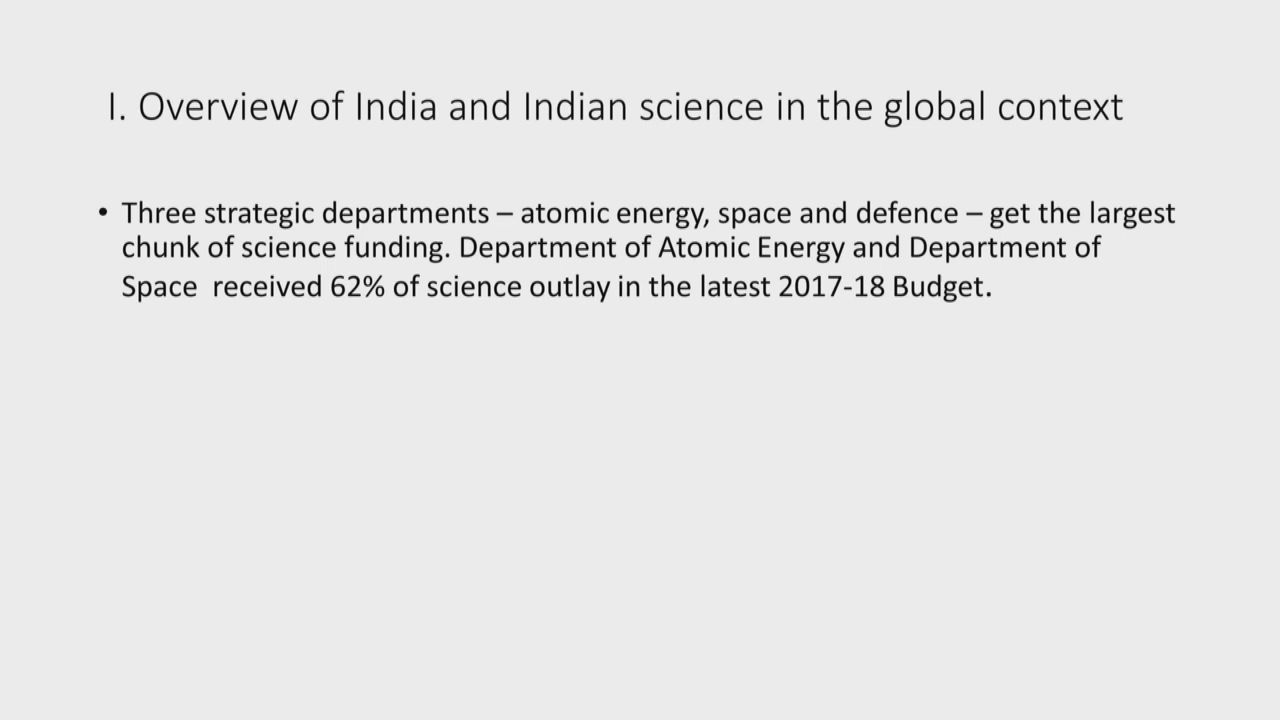 I. Overview of India and Indian science in the global context
• Three strategic departments – atomic energy, space and defence – get the largest
chunk of science funding. Department of Atomic Energy and Department of
Space  received 62% of science outlay in the latest 2017-18 Budget.